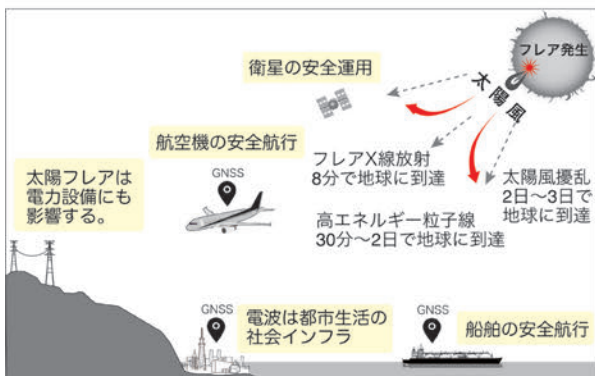 フレア発生
太陽風
衛星の安全運用
航空機の安全航行
GNSS
フレアX線放射
8分で地球に到達
太陽風擾乱
2日〜3日で
地球に到達
高エネルギー粒子線
30分〜2日で地球に到達
太陽フレアは
電力設備にも
影響する。
GNSS
電波は都市生活の
社会インフラ
GNSS
船舶の安全航行